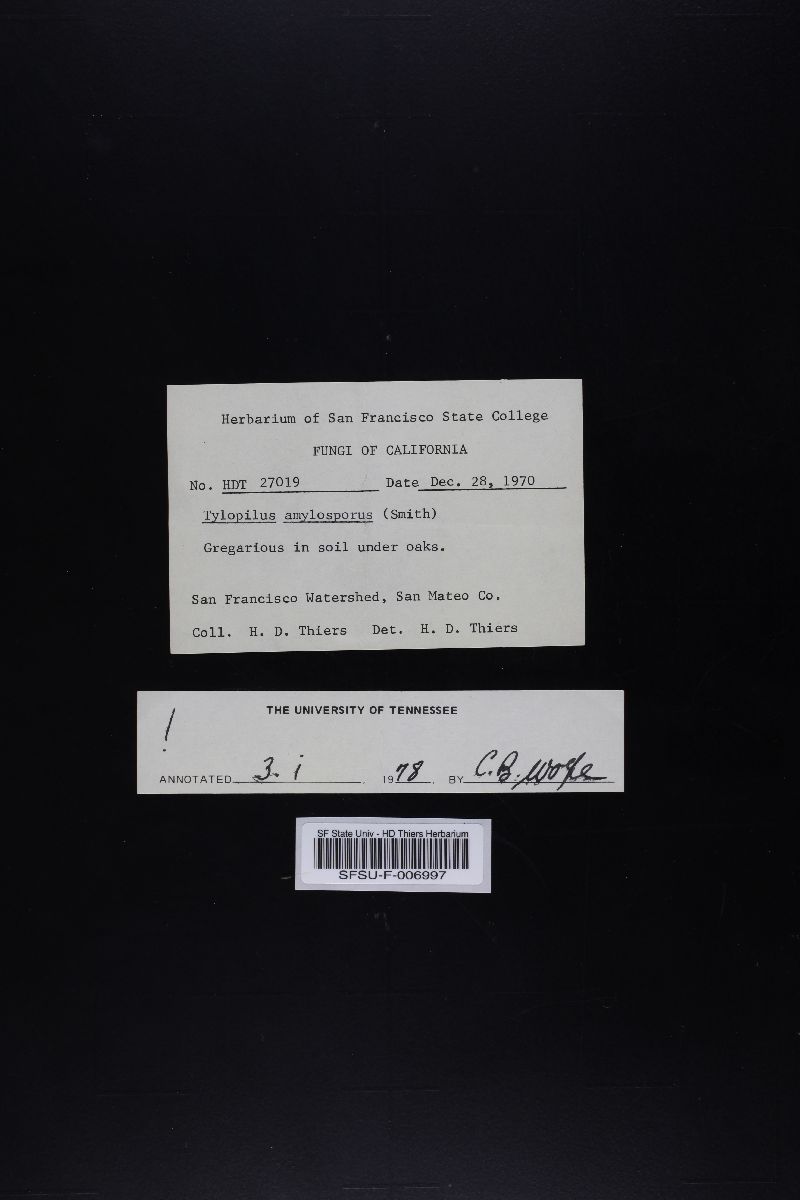 Herbarium of San Francisco State College
FUNGI OF CALIFORNIA
No. HDT 27019 Date Dec. 28, 1970
Tylopilus amylosporus (Smith)
Gregarious in soil under oaks.
San Francisco Watershed, San Mateo Co.
Coll. H. D. Thiers Det. H. D. Thiers
THE UNIVERSITY OF TENNESSEE
!
ANNOTATED 3. i 1978. BY C.B. Wolfe
SF State Univ - HD Thiers Herbarium
SFSU-F-006997